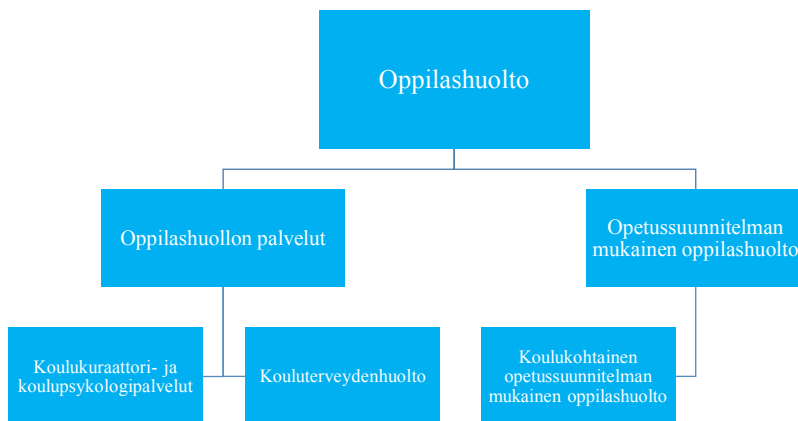 Oppilashuolto
Oppilashuollon palvelut
Opetussuunnitelman
mukainen oppilashuolto
Koulukuraattori- ja
koulupsykologipalvelut
Kouluterveydenhuolto
Koulukohtainen
opetussuunnitelman
mukainen oppilashuolto